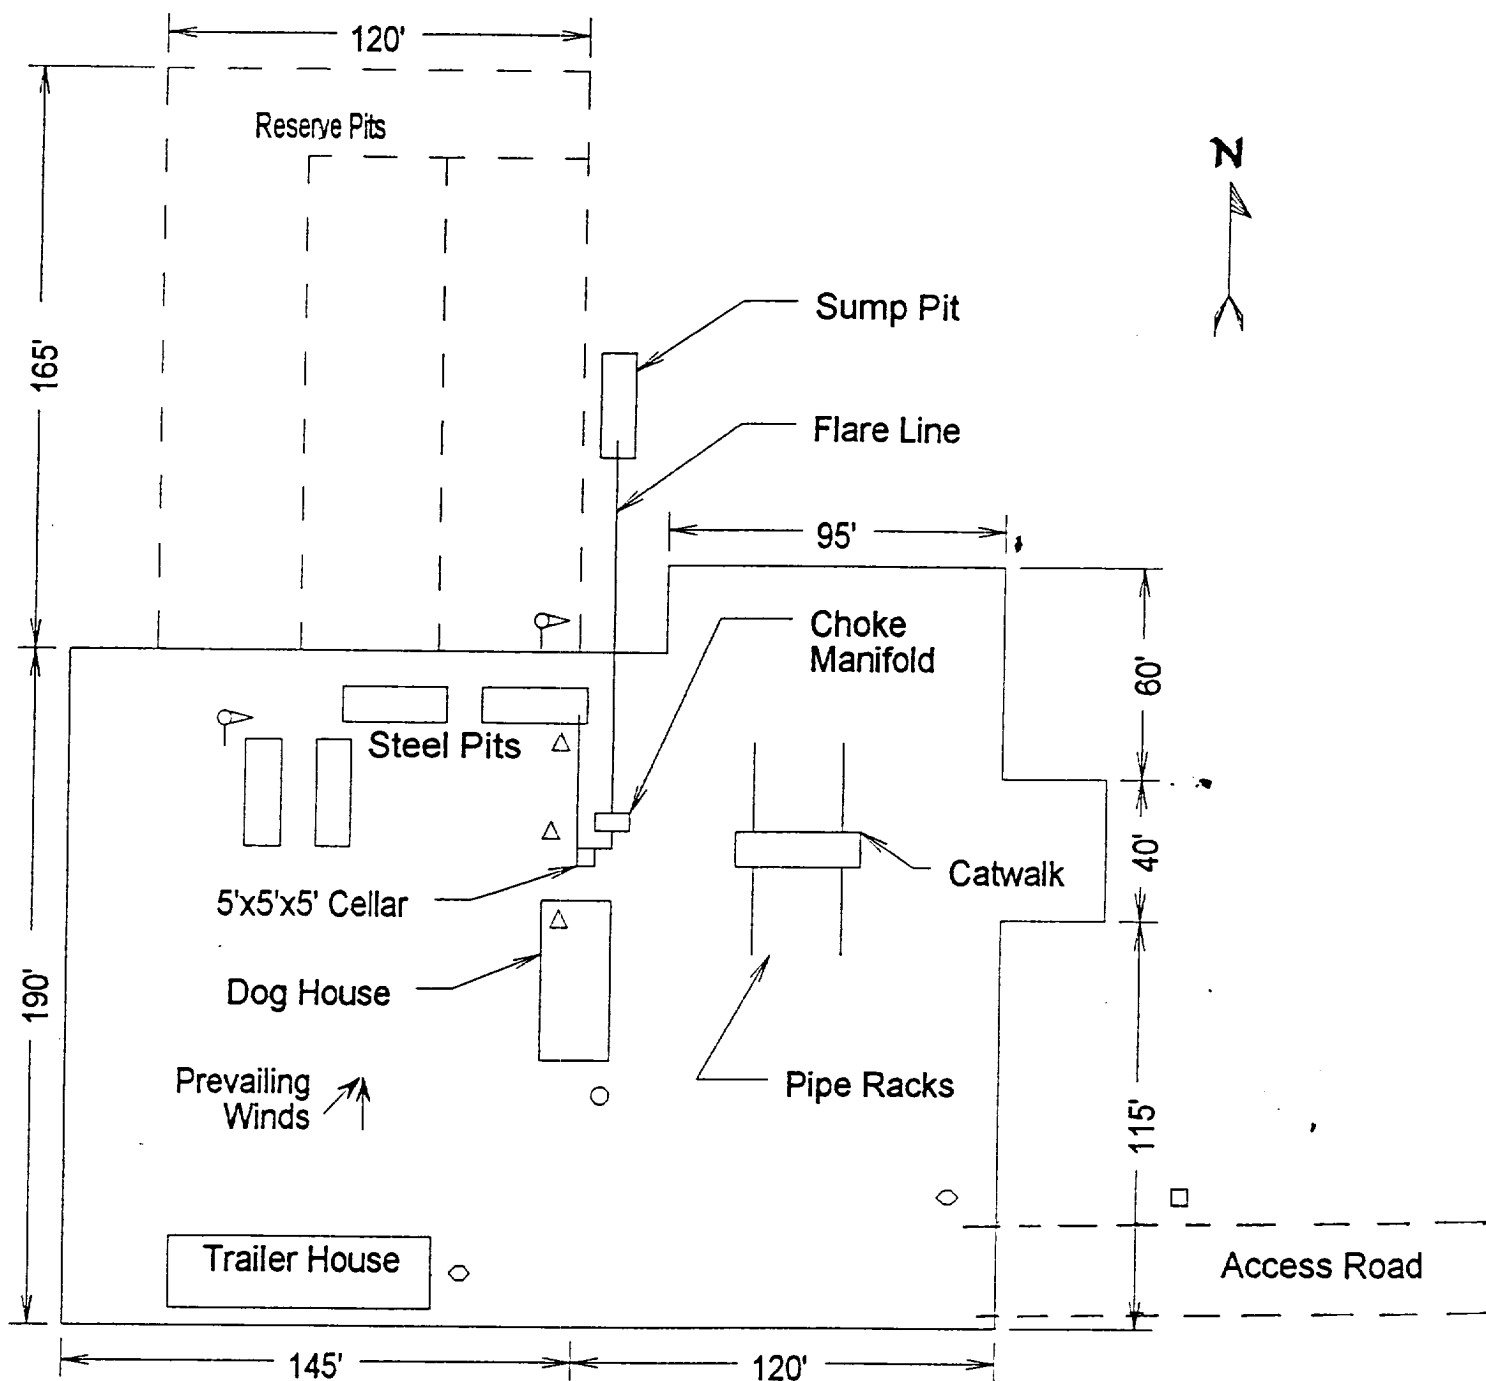 120'
Reserve Pits
N
Sump Pit
165'
Flare Line
95'
Choke
Manifold
60'
Steel Pits
40'
Catwalk
5'x5'x5' Cellar
190'
Dog House
Prevailing
Winds
Pipe Racks
115'
Trailer House
Access Road
145'
120'